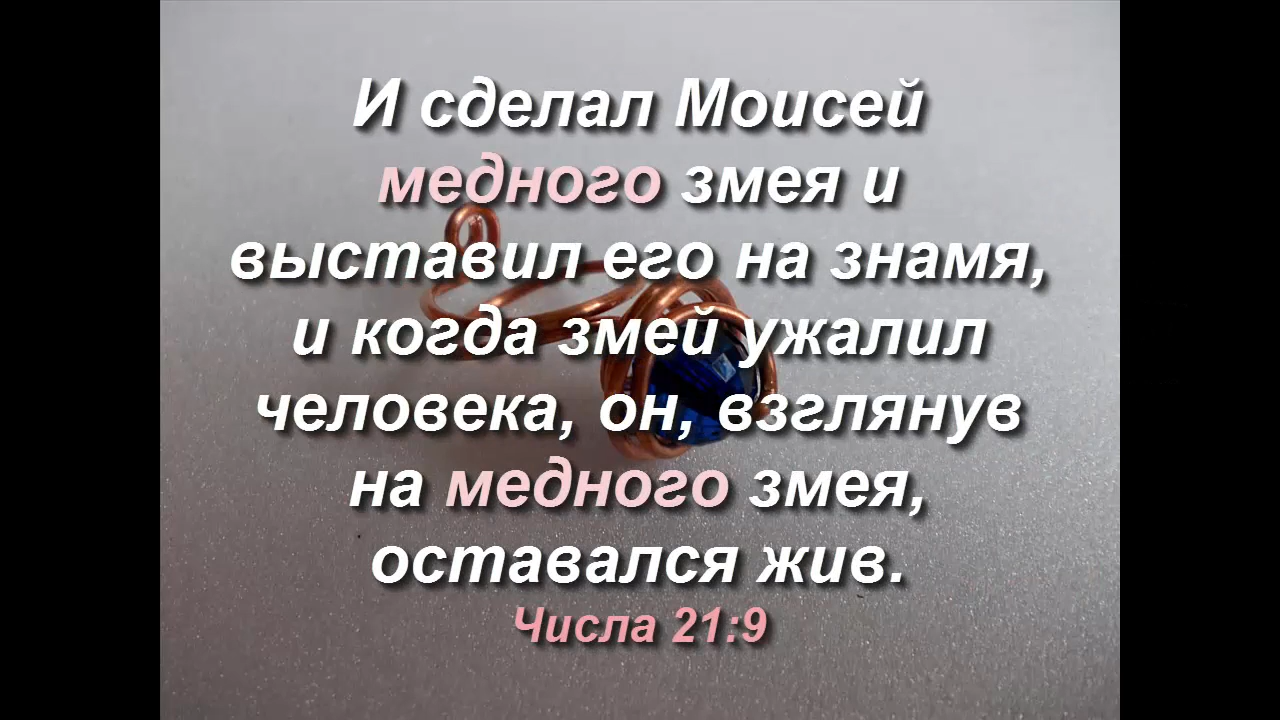 И сделал Моисей
медного змея и
выставил его на знамя,
и когда змей ужалил
человека, он, взглянув
на медного змея,
оставался жив.
Числа 21:9